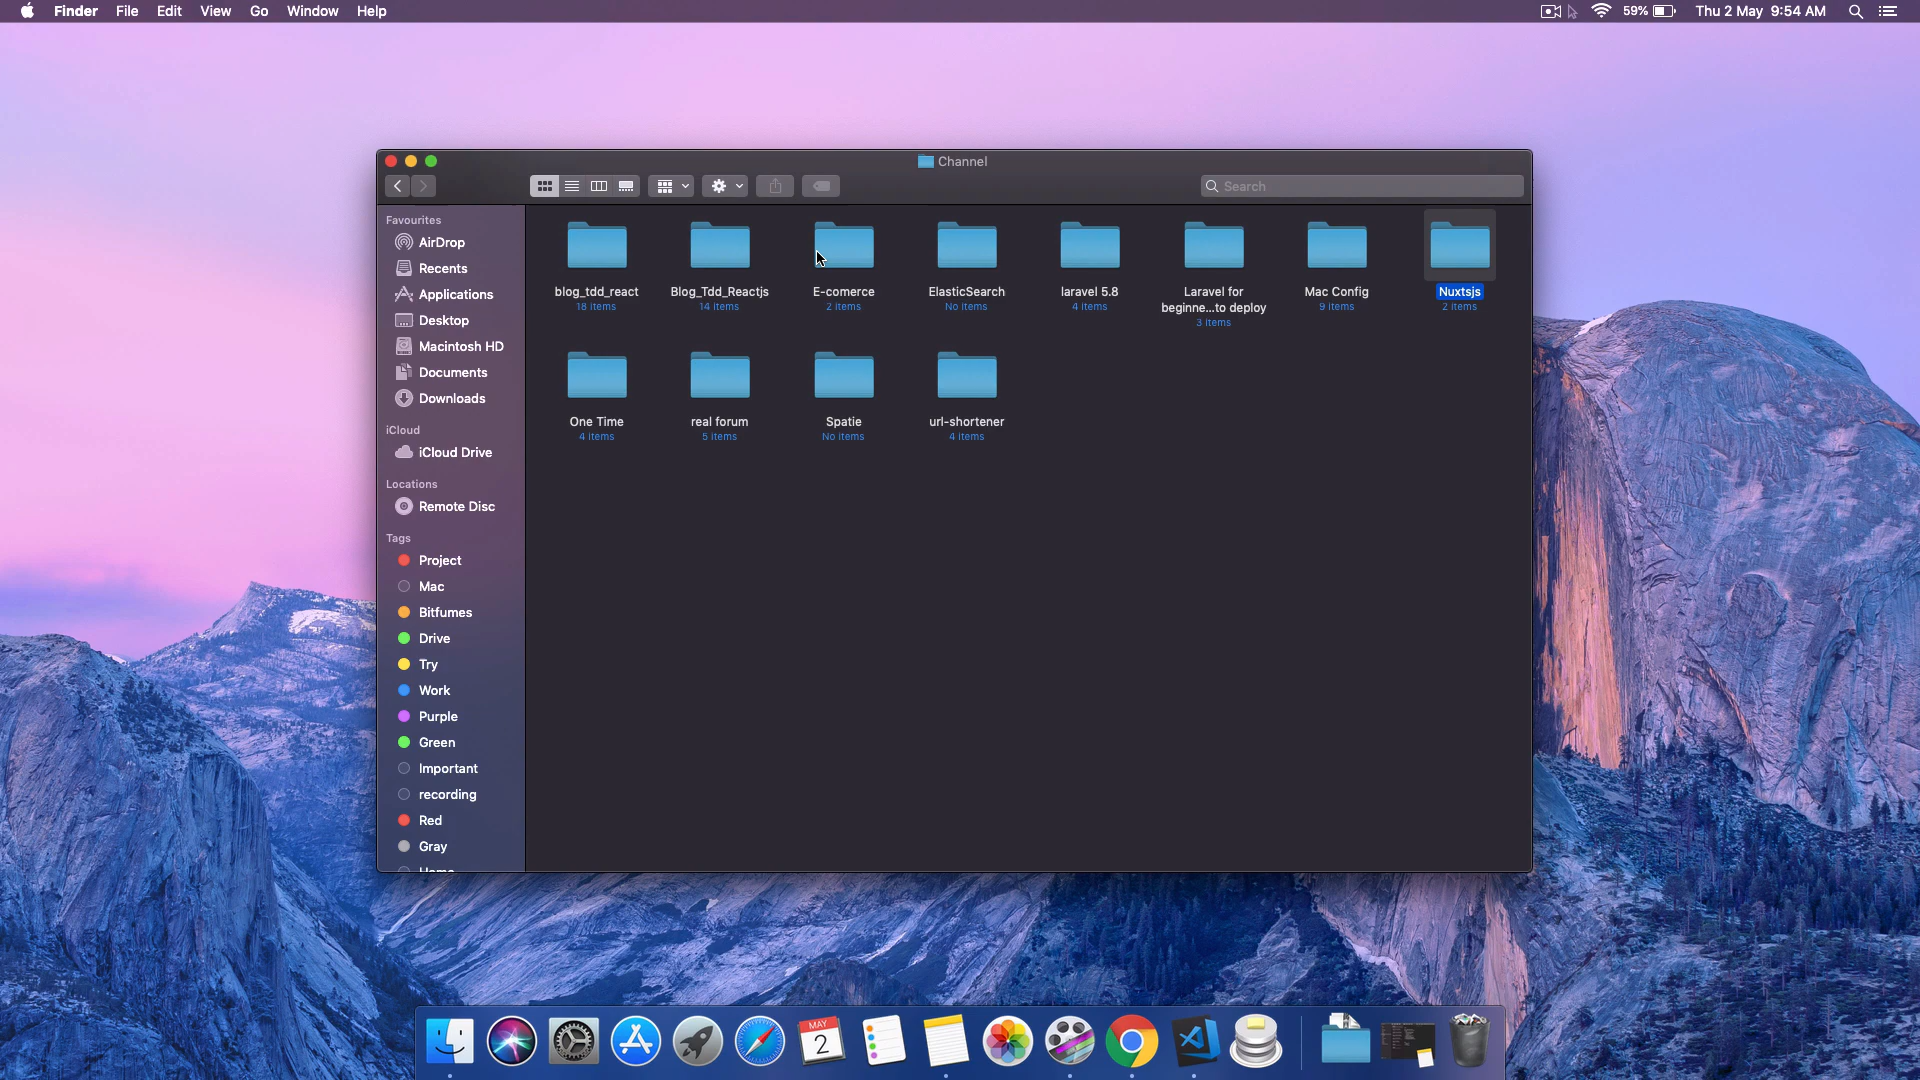 Finder File Edit View Go Window Help
59% Thu 2 May 9:54 AM
Channel
Search
Favourites
AirDrop
Recents
Applications
Desktop
Macintosh HD
Documents
Downloads
iCloud
iCloud Drive
Locations
Remote Disc
Tags
Project
Mac
Bitfumes
Drive
Try
Work
Purple
Green
Important
recording
Red
Gray
blog_tdd_react
18 items
Blog_Tdd_Reactjs
14 items
E-comerce
2 items
ElasticSearch
No items
laravel 5.8
4 items
Laravel for
beginne...to deploy
3 items
Mac Config
9 items
Nuxtsjs
2 items
One Time
4 items
real forum
5 items
Spatie
No items
url-shortener
4 items
MAY
2